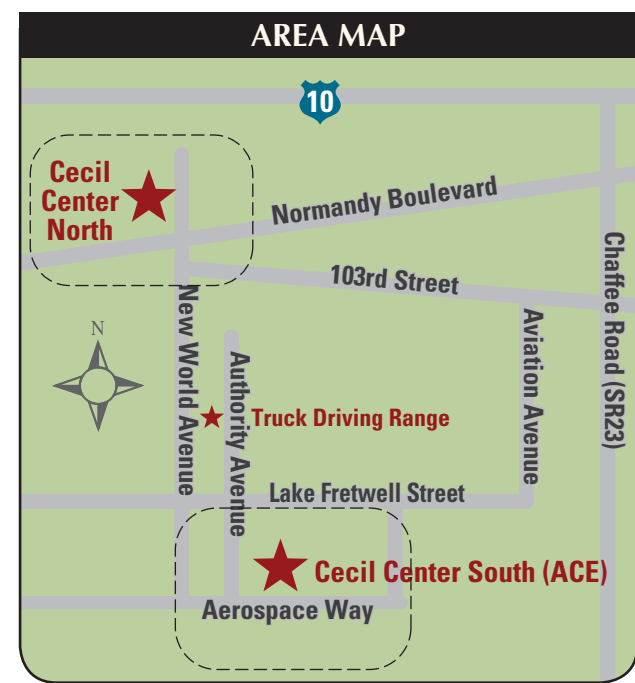 AREA MAP
10
Cecil
Center
North
Normandy Boulevard
103rd Street
Chaffee Road (SR23)
N
New World Avenue
Authority Avenue
Aviation Avenue
Truck Driving Range
Lake Fretwell Street
Cecil Center South (ACE)
Aerospace Way